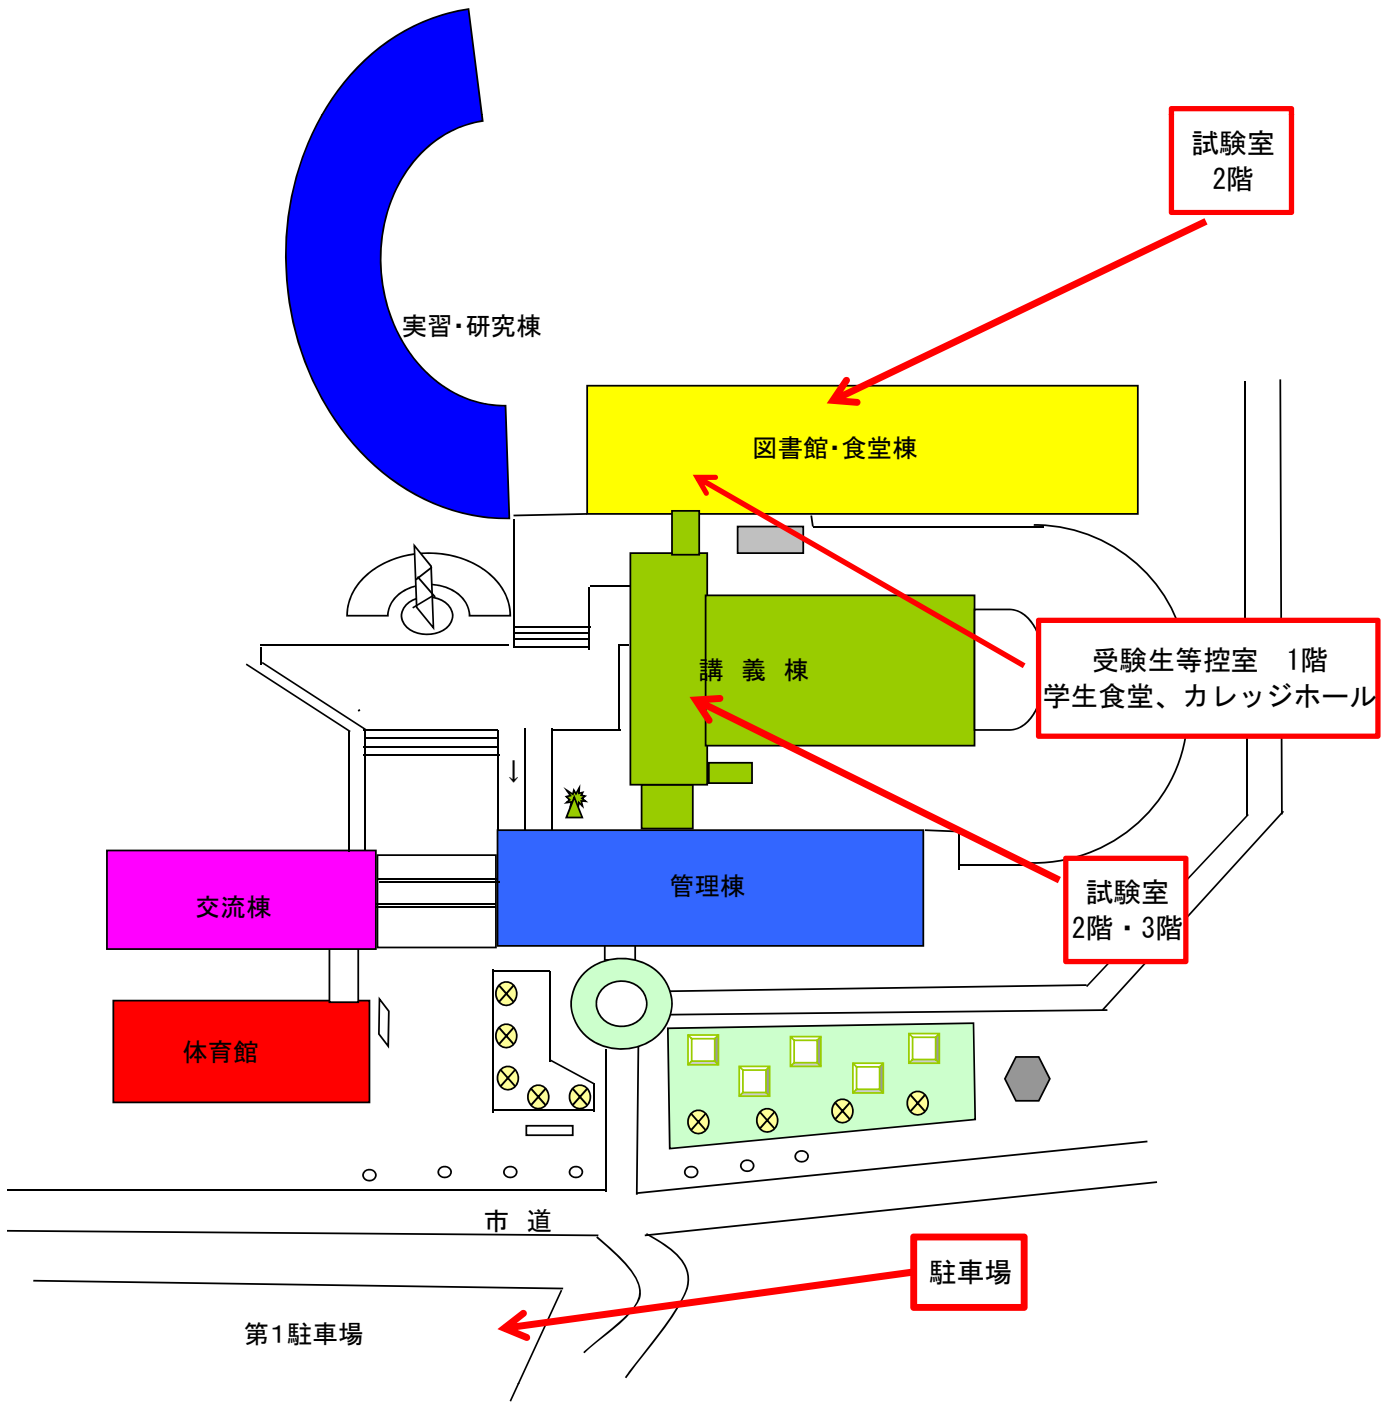 試験室
2階
実習・研究棟
図書館・食堂棟
受験生等控室　1階
学生食堂、カレッジホール
講　義　棟
試験室
2階・3階
管理棟
交流棟
体育館
市　道
駐車場
第1駐車場